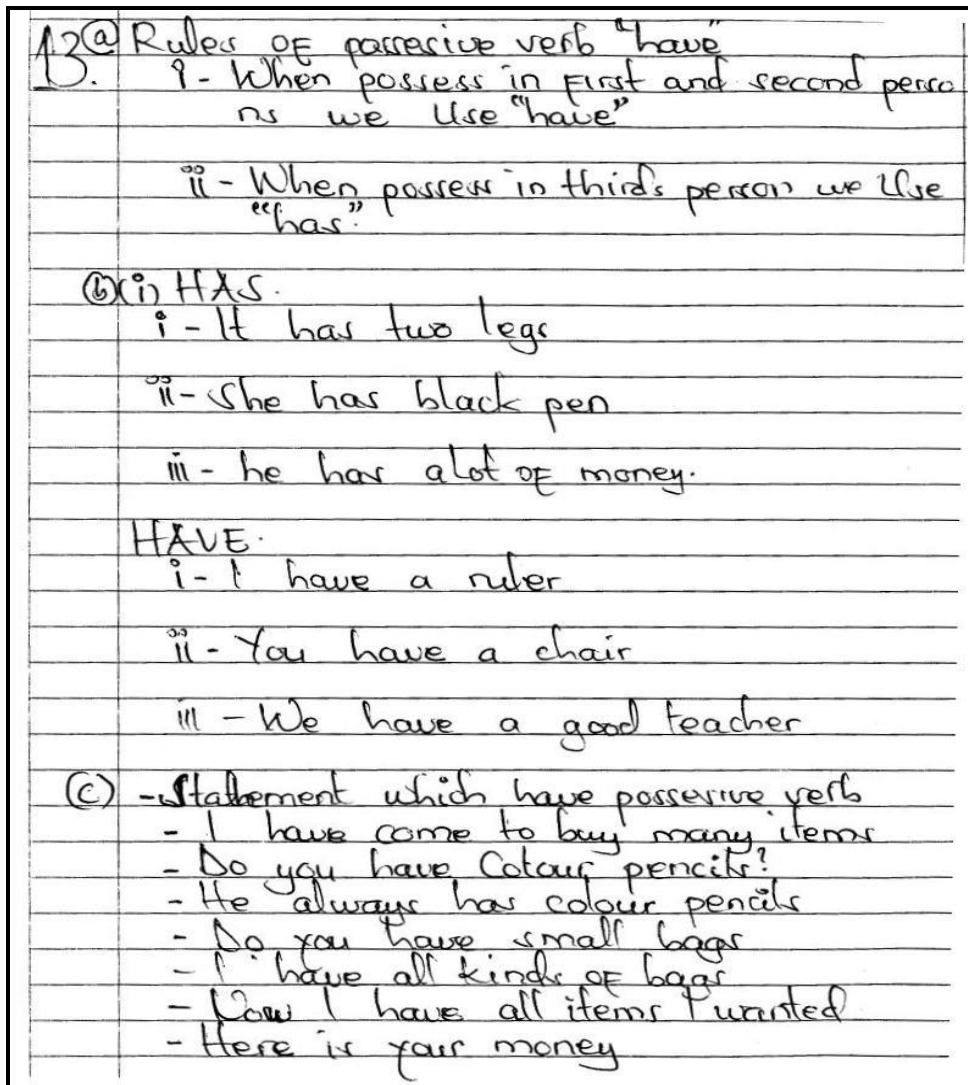 13. (a) Rules OF possesive verb "have"
i - When possess in First and second perso
ns we Use "have"
ii - When possess in thirds person we Use
"has".
(b)(i) HAS.
i - It has two legs
ii - She has black pen
iii - he has alot OF money.
HAVE.
i - I have a ruler
ii - You have a chair
iii - We have a good teacher
(c) - Statement which have possessive verb
- I have come to buy many items
- Do you have Colour pencils?
- He always has colour pencils
- Do you have small bags
- I have all kinds OF bags
- Now I have all items I wanted
- Here is your money